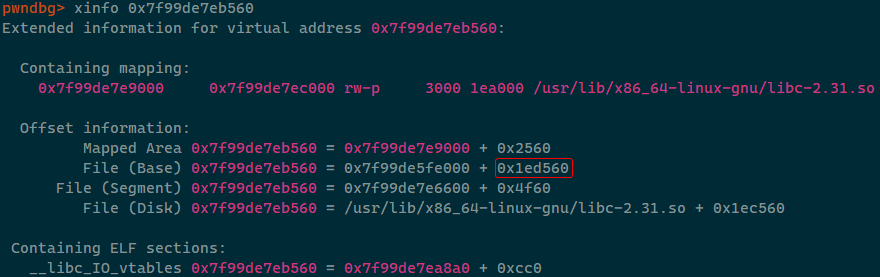 pwndbg> xinfo 0x7f99de7eb560
Extended information for virtual address 0x7f99de7eb560:
Containing mapping:
0x7f99de7e9000 0x7f99de7ec000 rw-p 3000 1ea000 /usr/lib/x86_64-linux-gnu/libc-2.31.so
Offset information:
Mapped Area 0x7f99de7eb560 = 0x7f99de7e9000 + 0x2560
File (Base) 0x7f99de7eb560 = 0x7f99de5fe000 + 0x1ed560
File (Segment) 0x7f99de7eb560 = 0x7f99de7e6600 + 0x4f60
File (Disk) 0x7f99de7eb560 = /usr/lib/x86_64-linux-gnu/libc-2.31.so + 0x1ec560
Containing ELF sections:
__libc_IO_vtables 0x7f99de7eb560 = 0x7f99de7ea8a0 + 0xcc0